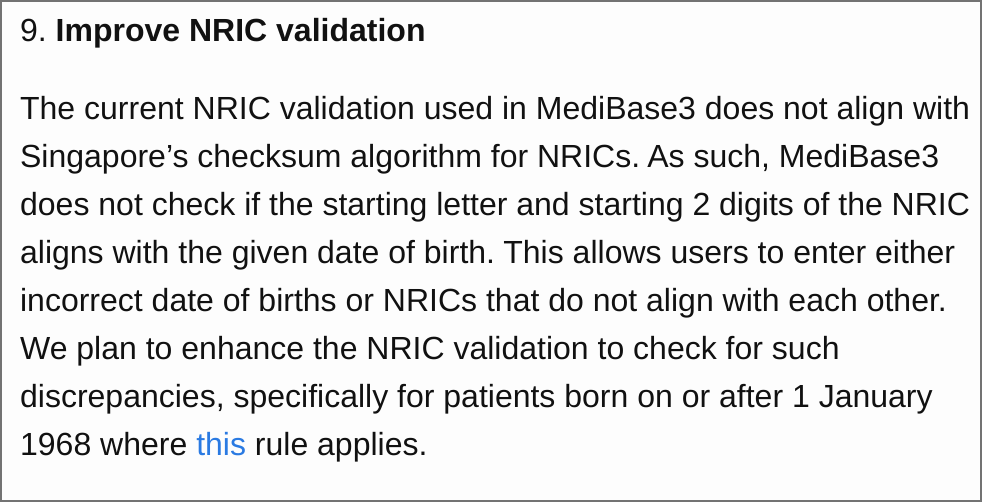 9. Improve NRIC validation
The current NRIC validation used in MediBase3 does not align with
Singapore’s checksum algorithm for NRICs. As such, MediBase3
does not check if the starting letter and starting 2 digits of the NRIC
aligns with the given date of birth. This allows users to enter either
incorrect date of births or NRICs that do not align with each other.
We plan to enhance the NRIC validation to check for such
discrepancies, specifically for patients born on or after 1 January
1968 where this rule applies.